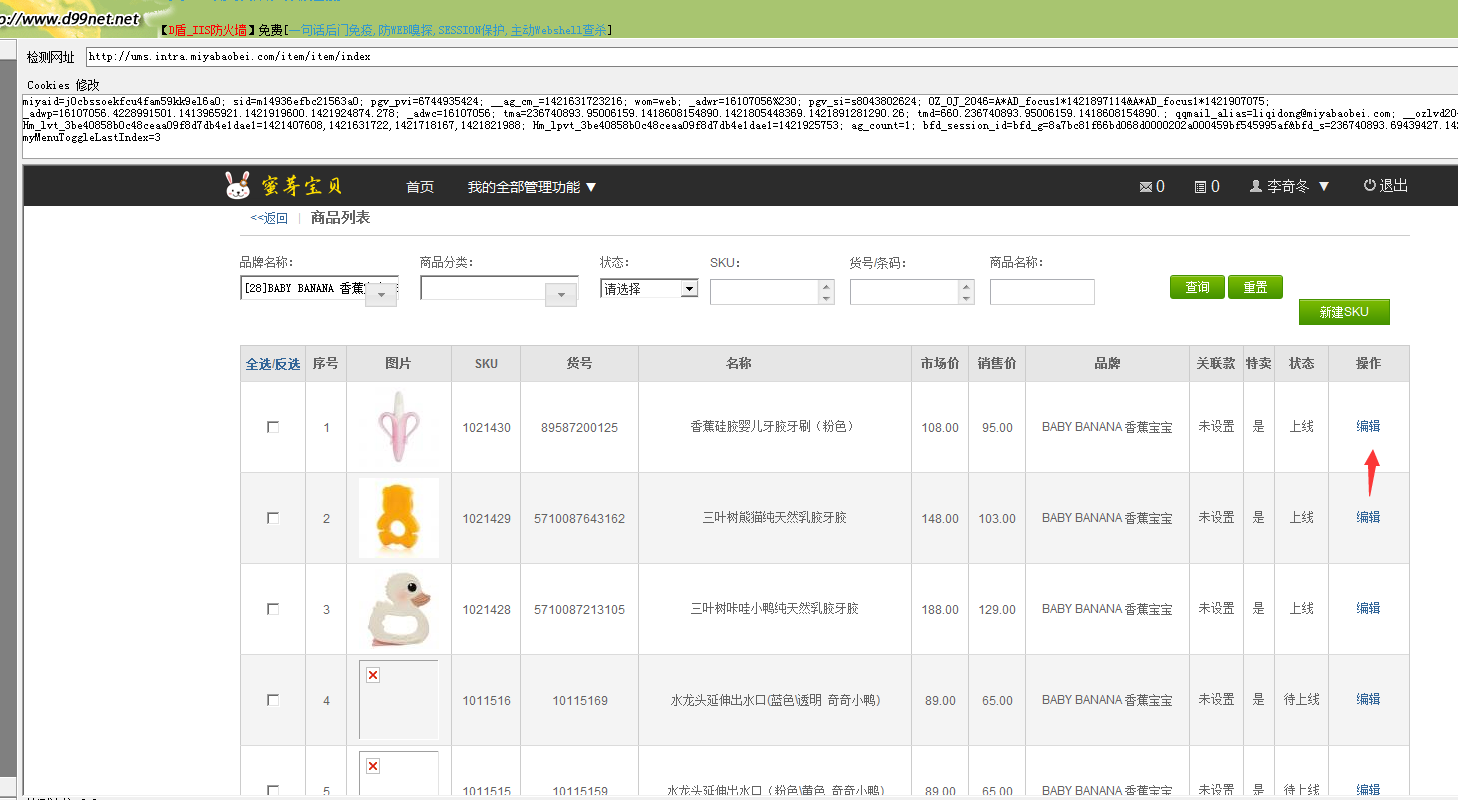 p://www.d99net.net
【D盾_IIS防火墙】免费[一句话后门免疫,防WEB嗅探,SESSION保护,主动Webshell查杀]
检测网址 http://ums.intra.miyabaobei.com/item/item/index
Cookies 修改
miyaid=j0cbssoekfcu4fam59kk9el6a0; sid=m14936efbc21563a0; pgv_pvi=6744935424; __ag_cm_=1421631723216; wom=web; _adwr=16107056%230; pgv_si=s8043802624; OZ_0J_2046=A*AD_focus1*1421897114&A*AD_focus1*1421907075;
_adwp=16107056.4228991501.1413965921.1421919600.1421924874.278; _adwc=16107056; tma=236740893.95006159.1418608154890.1421805448369.1421891281290.26; tmd=660.236740893.95006159.1418608154890.; qqmail_alias=liqidong@miyabaobei.com; __ozlvd20
Hm_lvt_3be40858b0c48ceaa09f8d7db4e1dae1=1421407608,1421631722,1421718167,1421821988; Hm_lpvt_3be40858b0c48ceaa09f8d7db4e1dae1=1421925753; ag_count=1; bfd_session_id=bfd_g=8a7bc81f66bd068d0000202a000459bf545995af&bfd_s=236740893.69439427.142
myMenuToggleLastIndex=3
蜜芽宝贝 首页 我的全部管理功能 ▼ 0 0 李奇冬 ▼ 退出
<<返回 | 商品列表
品牌名称: 商品分类: 状态: SKU: 货号/条码: 商品名称:
[28]BABY BANANA 香蕉 请选择 查询 重置
新建SKU
全选/反选 序号 图片 SKU 货号 名称 市场价 销售价 品牌 关联款 特卖 状态 操作
1 1021430 89587200125 香蕉硅胶婴儿牙胶牙刷（粉色） 108.00 95.00 BABY BANANA 香蕉宝宝 未设置 是 上线 编辑
2 1021429 5710087643162 三叶树熊猫纯天然乳胶牙胶 148.00 103.00 BABY BANANA 香蕉宝宝 未设置 是 上线 编辑
3 1021428 5710087213105 三叶树咔哇小鸭纯天然乳胶牙胶 188.00 129.00 BABY BANANA 香蕉宝宝 未设置 是 上线 编辑
4 1011516 10115169 水龙头延伸出水口(蓝色\透明 奇奇小鸭) 89.00 65.00 BABY BANANA 香蕉宝宝 未设置 是 待上线 编辑
5 1011515 10115159 水龙头延伸出水口（粉色\黄色 奇奇小鸭) 89.00 65.00 BABY BANANA 香蕉宝宝 未设置 是 待上线 编辑